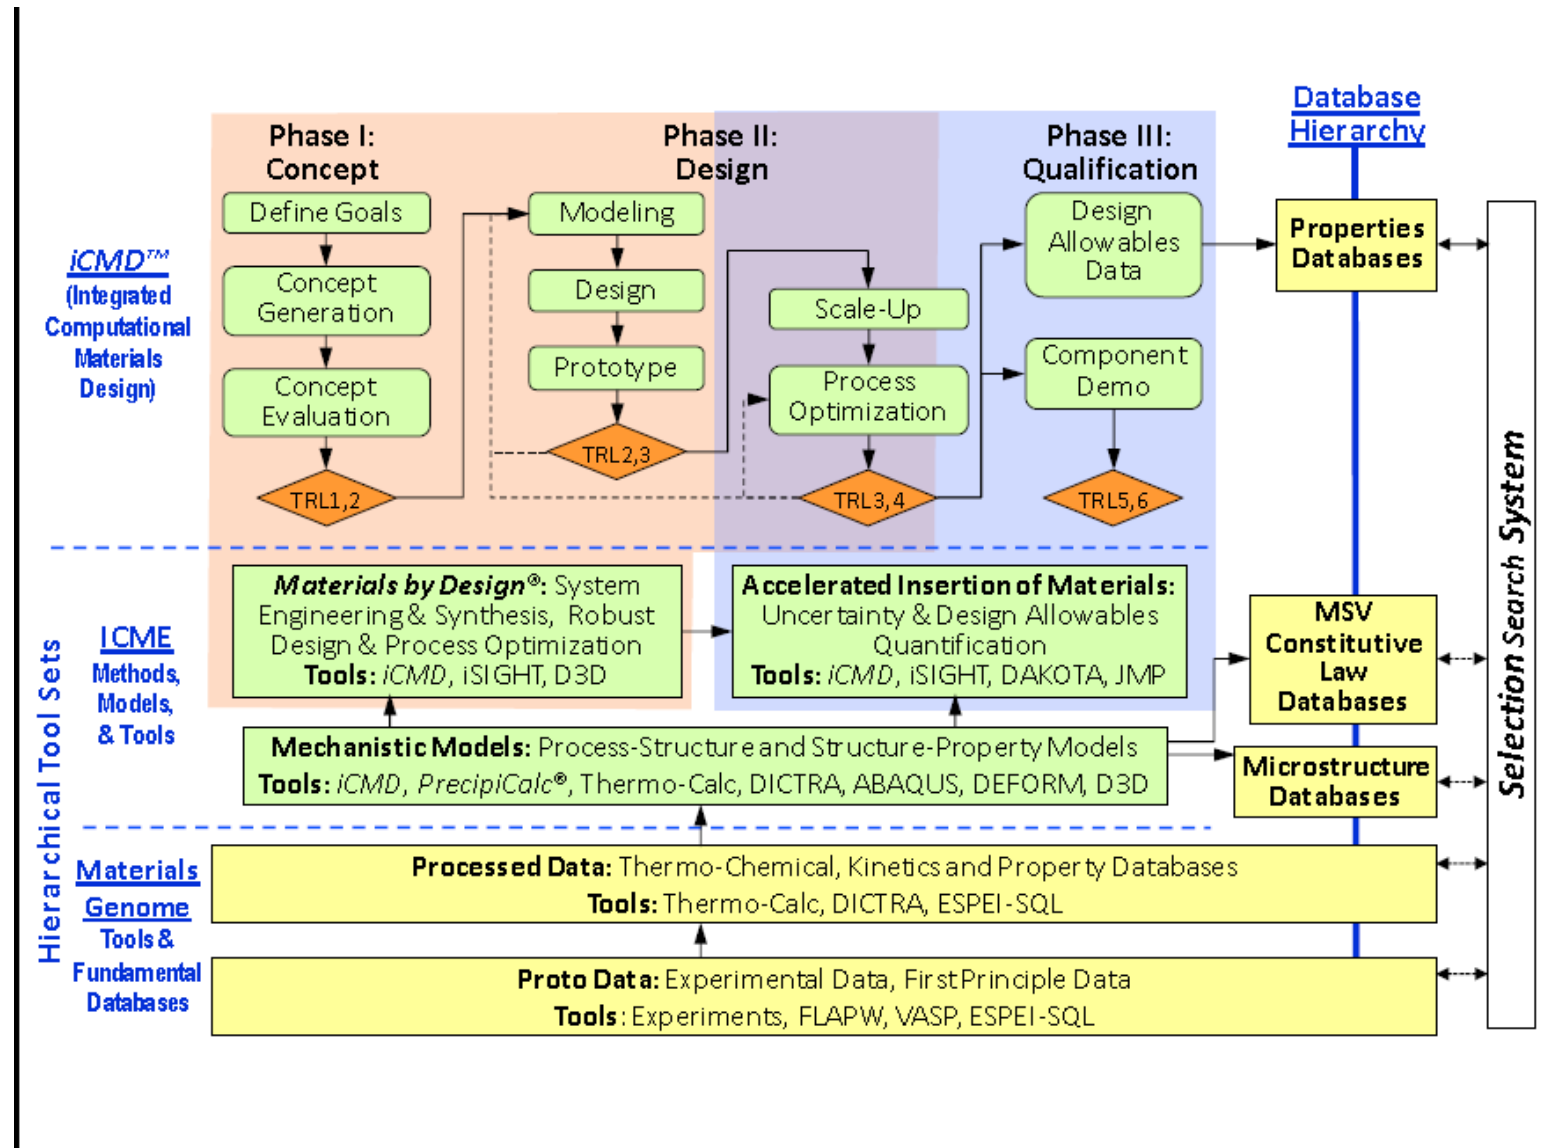 Database
Hierarchy
Phase I:
Concept
Phase II:
Design
Phase III:
Qualification
iCMD™
(Integrated
Computational
Materials
Design)
Define Goals
Concept
Generation
Concept
Evaluation
TRL1,2
Modeling
Design
Prototype
TRL2,3
Scale-Up
Process
Optimization
TRL3,4
Design
Allowables
Data
Component
Demo
TRL5,6
Properties
Databases
Selection Search System
Hierarchical Tool Sets
ICME
Methods,
Models,
& Tools
Materials by Design®: System
Engineering & Synthesis, Robust
Design & Process Optimization
Tools: iCMD, iSIGHT, D3D
Accelerated Insertion of Materials:
Uncertainty & Design Allowables
Quantification
Tools: iCMD, iSIGHT, DAKOTA, JMP
MSV
Constitutive
Law
Databases
Mechanistic Models: Process-Structure and Structure-Property Models
Tools: iCMD, PrecipiCalc®, Thermo-Calc, DICTRA, ABAQUS, DEFORM, D3D
Microstructure
Databases
Materials
Genome
Tools &
Fundamental
Databases
Processed Data: Thermo-Chemical, Kinetics and Property Databases
Tools: Thermo-Calc, DICTRA, ESPEI-SQL
Proto Data: Experimental Data, First Principle Data
Tools: Experiments, FLAPW, VASP, ESPEI-SQL